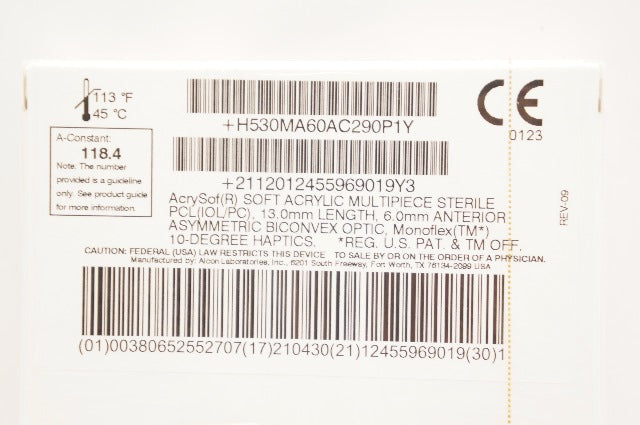 113 °F
45 °C
A-Constant:
118.4
Note: The number
provided is a guideline
only. See product guide
for more information.
+H530MA60AC290P1Y
+2112012455969019Y3
CE
0123
AcrySof(R) SOFT ACRYLIC MULTIPIECE STERILE
PCL(IOL/PC), 13.0mm LENGTH, 6.0mm ANTERIOR
ASYMMETRIC BICONVEX OPTIC, Monoflex(TM*)
10-DEGREE HAPTICS. *REG. U.S. PAT. & TM OFF.
CAUTION: FEDERAL (USA) LAW RESTRICTS THIS DEVICE TO SALE BY OR ON THE ORDER OF A PHYSICIAN.
Manufactured by: Alcon Laboratories, Inc., 6201 South Freeway, Fort Worth, TX 76134-2099 USA
REV-09
(01)00380652552707(17)210430(21)12455969019(30)1